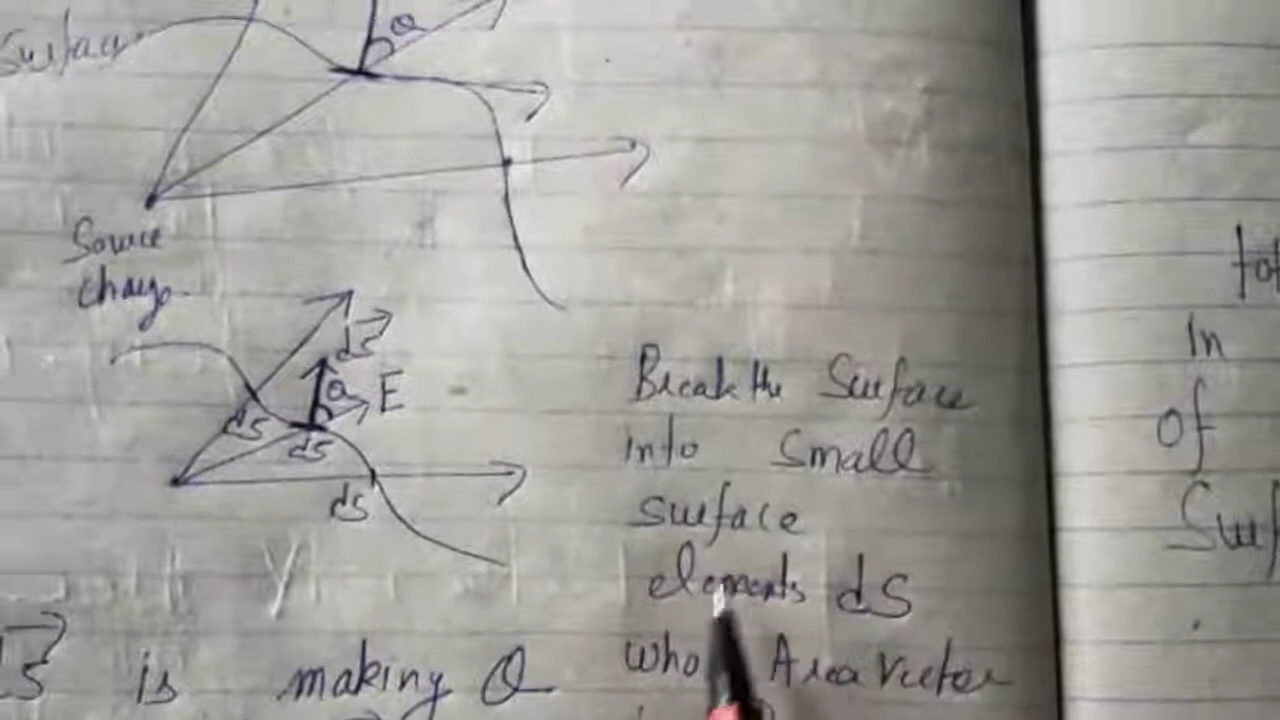 Surface
θ
Source
charge
dS
θ
E
dS
dS
dS
Break the Surface
into Small
surface
elements dS
who Area Vector
dS is making θ
In
of